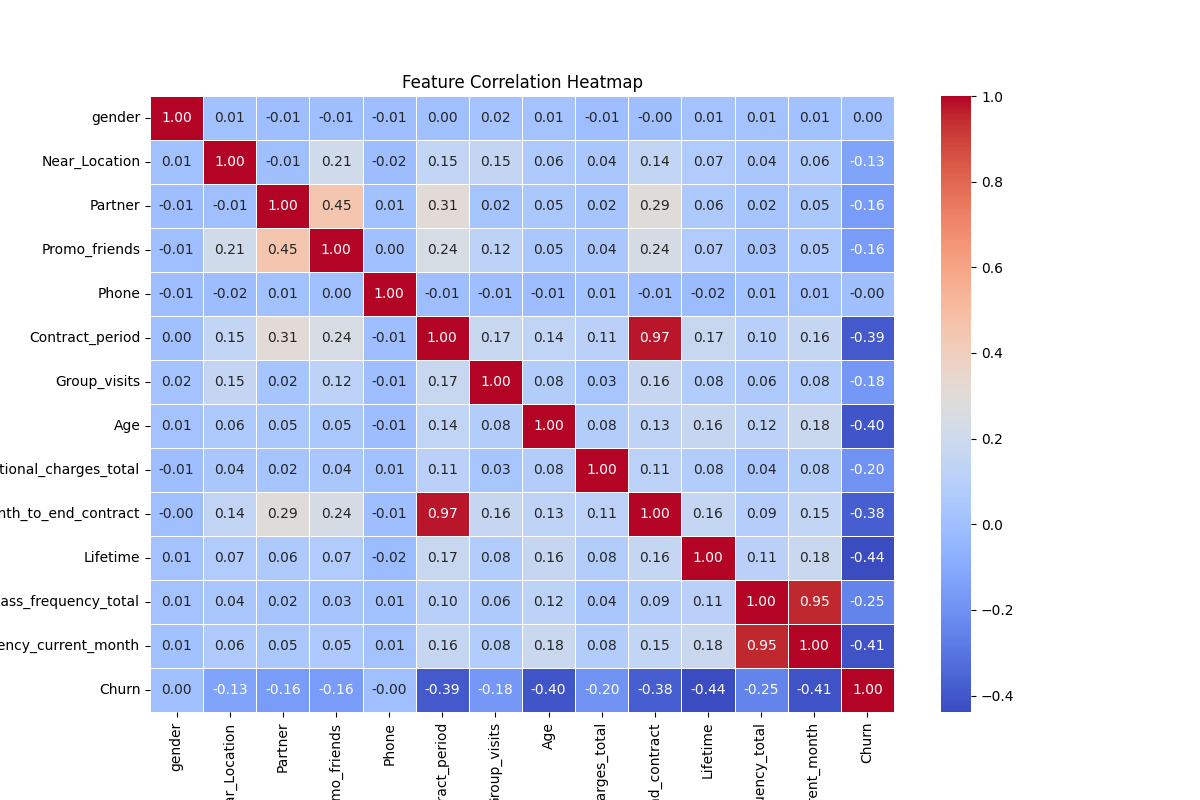 Feature Correlation Heatmap
gender 1.00 0.01 -0.01 -0.01 -0.01 0.00 0.02 0.01 -0.01 -0.00 0.01 0.01 0.01 0.00
Near_Location 0.01 1.00 -0.01 0.21 -0.02 0.15 0.15 0.06 0.04 0.14 0.07 0.04 0.06 -0.13
Partner -0.01 -0.01 1.00 0.45 0.01 0.31 0.02 0.05 0.02 0.29 0.06 0.02 0.05 -0.16
Promo_friends -0.01 0.21 0.45 1.00 0.00 0.24 0.12 0.05 0.04 0.24 0.07 0.03 0.05 -0.16
Phone -0.01 -0.02 0.01 0.00 1.00 -0.01 -0.01 -0.01 0.01 -0.01 -0.02 0.01 0.01 -0.00
Contract_period 0.00 0.15 0.31 0.24 -0.01 1.00 0.17 0.14 0.11 0.97 0.17 0.10 0.16 -0.39
Group_visits 0.02 0.15 0.02 0.12 -0.01 0.17 1.00 0.08 0.03 0.16 0.08 0.06 0.08 -0.18
Age 0.01 0.06 0.05 0.05 -0.01 0.14 0.08 1.00 0.08 0.13 0.16 0.12 0.18 -0.40
tional_charges_total -0.01 0.04 0.02 0.04 0.01 0.11 0.03 0.08 1.00 0.11 0.08 0.04 0.08 -0.20
nth_to_end_contract -0.00 0.14 0.29 0.24 -0.01 0.97 0.16 0.13 0.11 1.00 0.16 0.09 0.15 -0.38
Lifetime 0.01 0.07 0.06 0.07 -0.02 0.17 0.08 0.16 0.08 0.16 1.00 0.11 0.18 -0.44
ass_frequency_total 0.01 0.04 0.02 0.03 0.01 0.10 0.06 0.12 0.04 0.09 0.11 1.00 0.95 -0.25
ency_current_month 0.01 0.06 0.05 0.05 0.01 0.16 0.08 0.18 0.08 0.15 0.18 0.95 1.00 -0.41
Churn 0.00 -0.13 -0.16 -0.16 -0.00 -0.39 -0.18 -0.40 -0.20 -0.38 -0.44 -0.25 -0.41 1.00
gender
ar_Location
Partner
mo_friends
Phone
ract_period
Group_visits
Age
arges_total
nd_contract
Lifetime
uency_total
rent_month
Churn
1.0
0.8
0.6
0.4
0.2
0.0
−0.2
−0.4